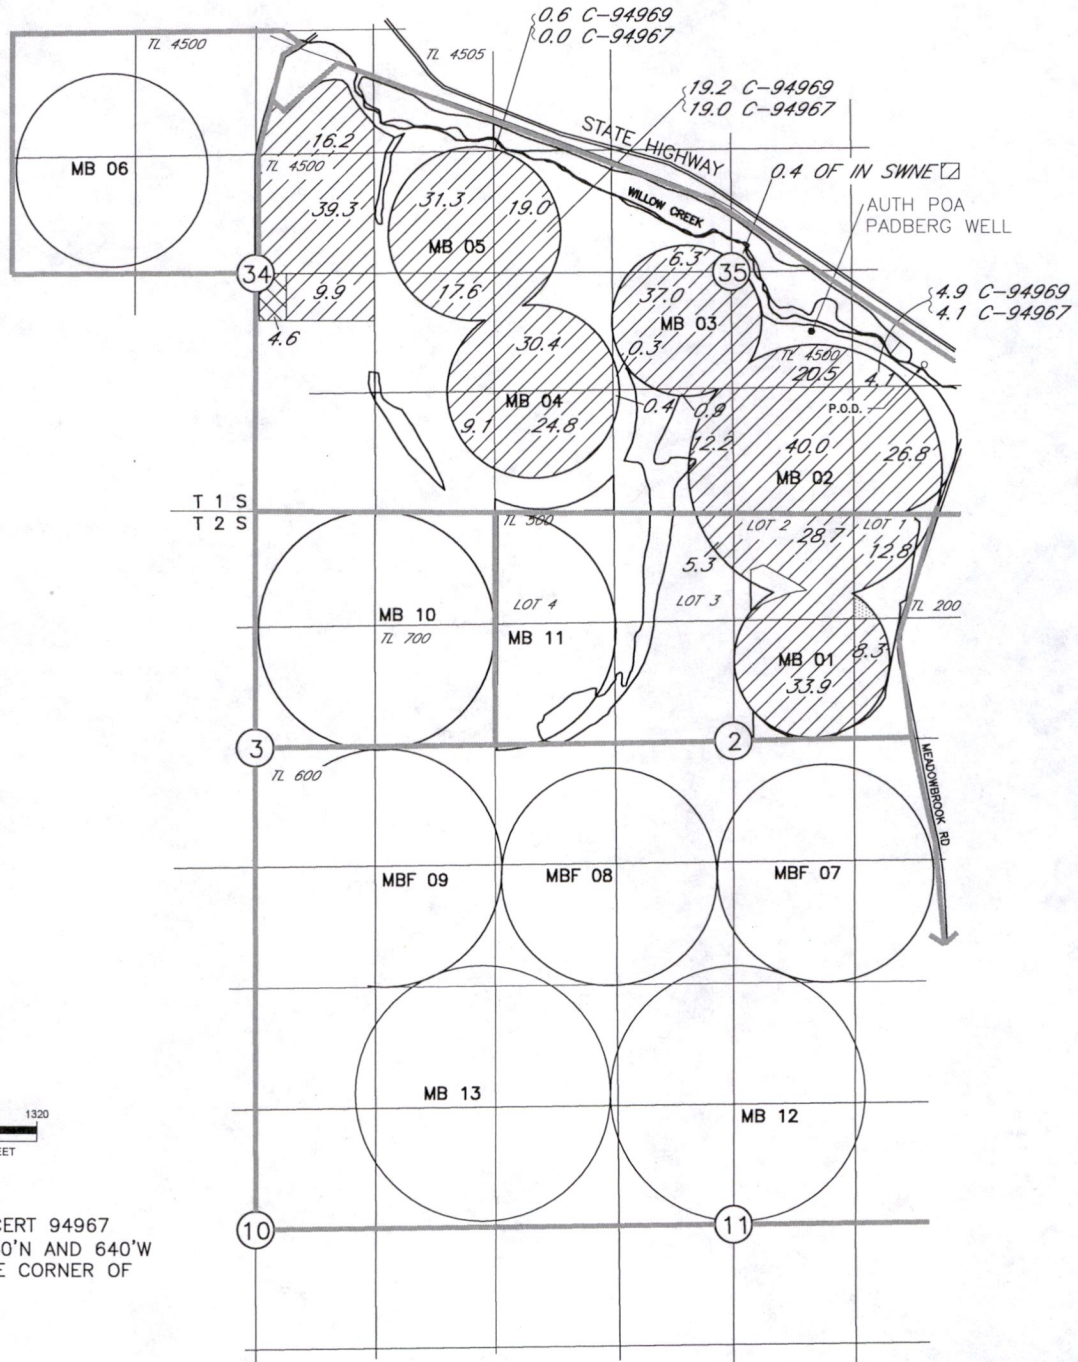 0.6 C-94969
0.0 C-94967
TL 4500
TL 4505
19.2 C-94969
19.0 C-94967
STATE HIGHWAY
16.2
MB 06
TL 4500
0.4 OF IN SWNE
WILLOW CREEK
31.3
19.0
39.3
AUTH POA
PADBERG WELL
MB 05
6.3
34
35
9.9
17.6
37.0
4.9 C-94969
4.1 C-94967
MB 03
4.6
30.4
0.3
TL 4500
20.5
4.1
MB 04
0.4
0.9
P.O.D.
9.1
24.8
12.2
40.0
26.8
MB 02
T 1 S
T 2 S
TL 500
LOT 2
28.7
LOT 1
12.8
5.3
MB 10
LOT 4
LOT 3
TL 200
TL 700
MB 11
MB 01
8.3
33.9
3
2
TL 600
MEADOWBROOK RD
MBF 09
MBF 08
MBF 07
MB 13
MB 12
1320
EET
CERT 94967
0'N AND 640'W
E CORNER OF
10
11